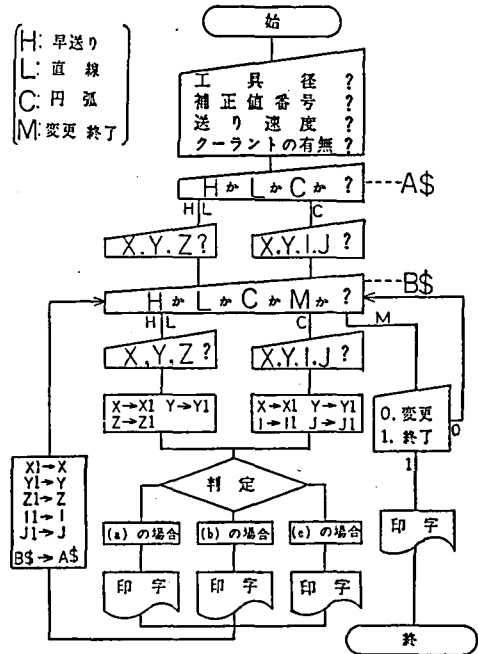 始
H: 早送り
L: 直線
C: 円弧
M: 変更 終了
工具径 ?
補正値番号 ?
送り速度 ?
クーラントの有無 ?
HかLかCか ?
A$
H L
C
X.Y.Z?
X.Y.I.J?
B$
HかLかCかMか ?
H L
C
M
X,Y,Z ?
X.Y.I.J?
X→X1 Y→Y1
Z→Z1
X→X1 Y→Y1
I→I1 J→J1
0. 変更
1. 終了
0
1
X1→X
Y1→Y
Z1→Z
I1→I
J1→J
B$→A$
判定
(a)の場合
(b)の場合
(c)の場合
印字
印字
印字
印字
終